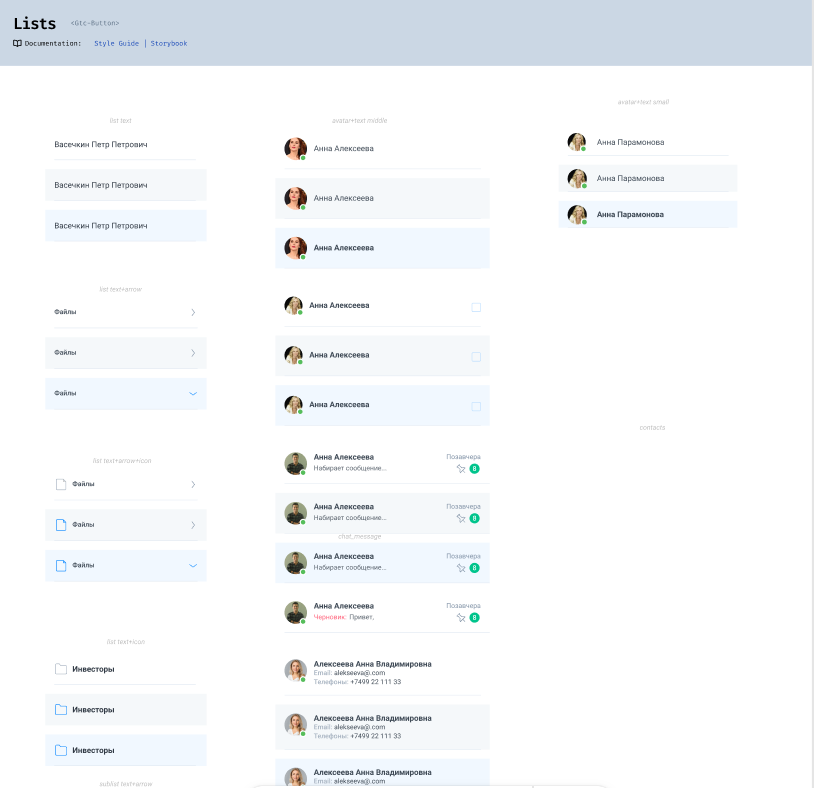 Lists <Gtc-Button>
Documentation: Style Guide | Storybook
list text
Васечкин Петр Петрович
Васечкин Петр Петрович
Васечкин Петр Петрович
list text+arrow
Файлы
Файлы
Файлы
list text+arrow+icon
Файлы
Файлы
Файлы
list text+icon
Инвесторы
Инвесторы
Инвесторы
sublist text+arrow
avatar+text middle
Анна Алексеева
Анна Алексеева
Анна Алексеева
Анна Алексеева
Анна Алексеева
Анна Алексеева
Анна Алексеева Позавчера
Набирает сообщение... 8
Анна Алексеева Позавчера
Набирает сообщение... 8
chat_message
Анна Алексеева Позавчера
Набирает сообщение... 8
Анна Алексеева Позавчера
Черновик: Привет, 8
Алексеева Анна Владимировна
Email: alekseeva@.com
Телефоны: +7499 22 111 33
Алексеева Анна Владимировна
Email: alekseeva@.com
Телефоны: +7499 22 111 33
Алексеева Анна Владимировна
Email: alekseeva@.com
avatar+text small
Анна Парамонова
Анна Парамонова
Анна Парамонова
contacts